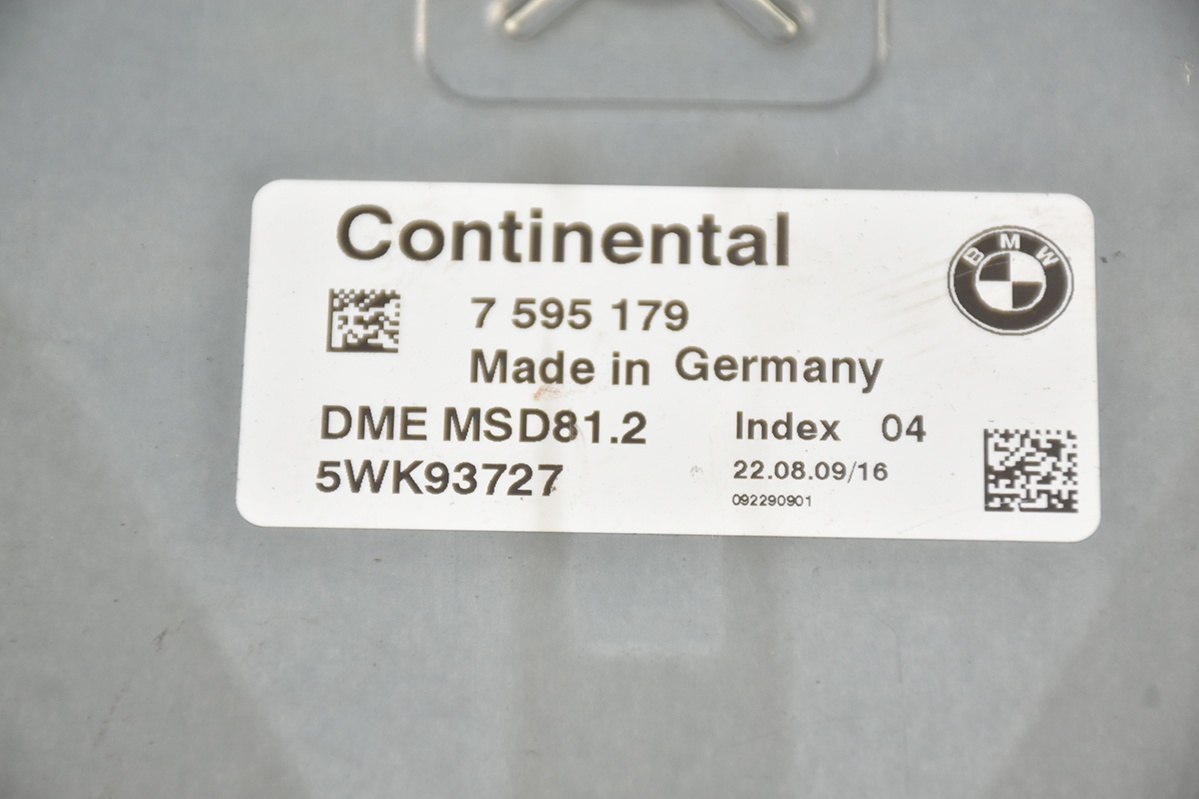 Continental
BMW
7 595 179
Made in Germany
DME MSD81.2 Index 04
5WK93727 22.08.09/16
092290901